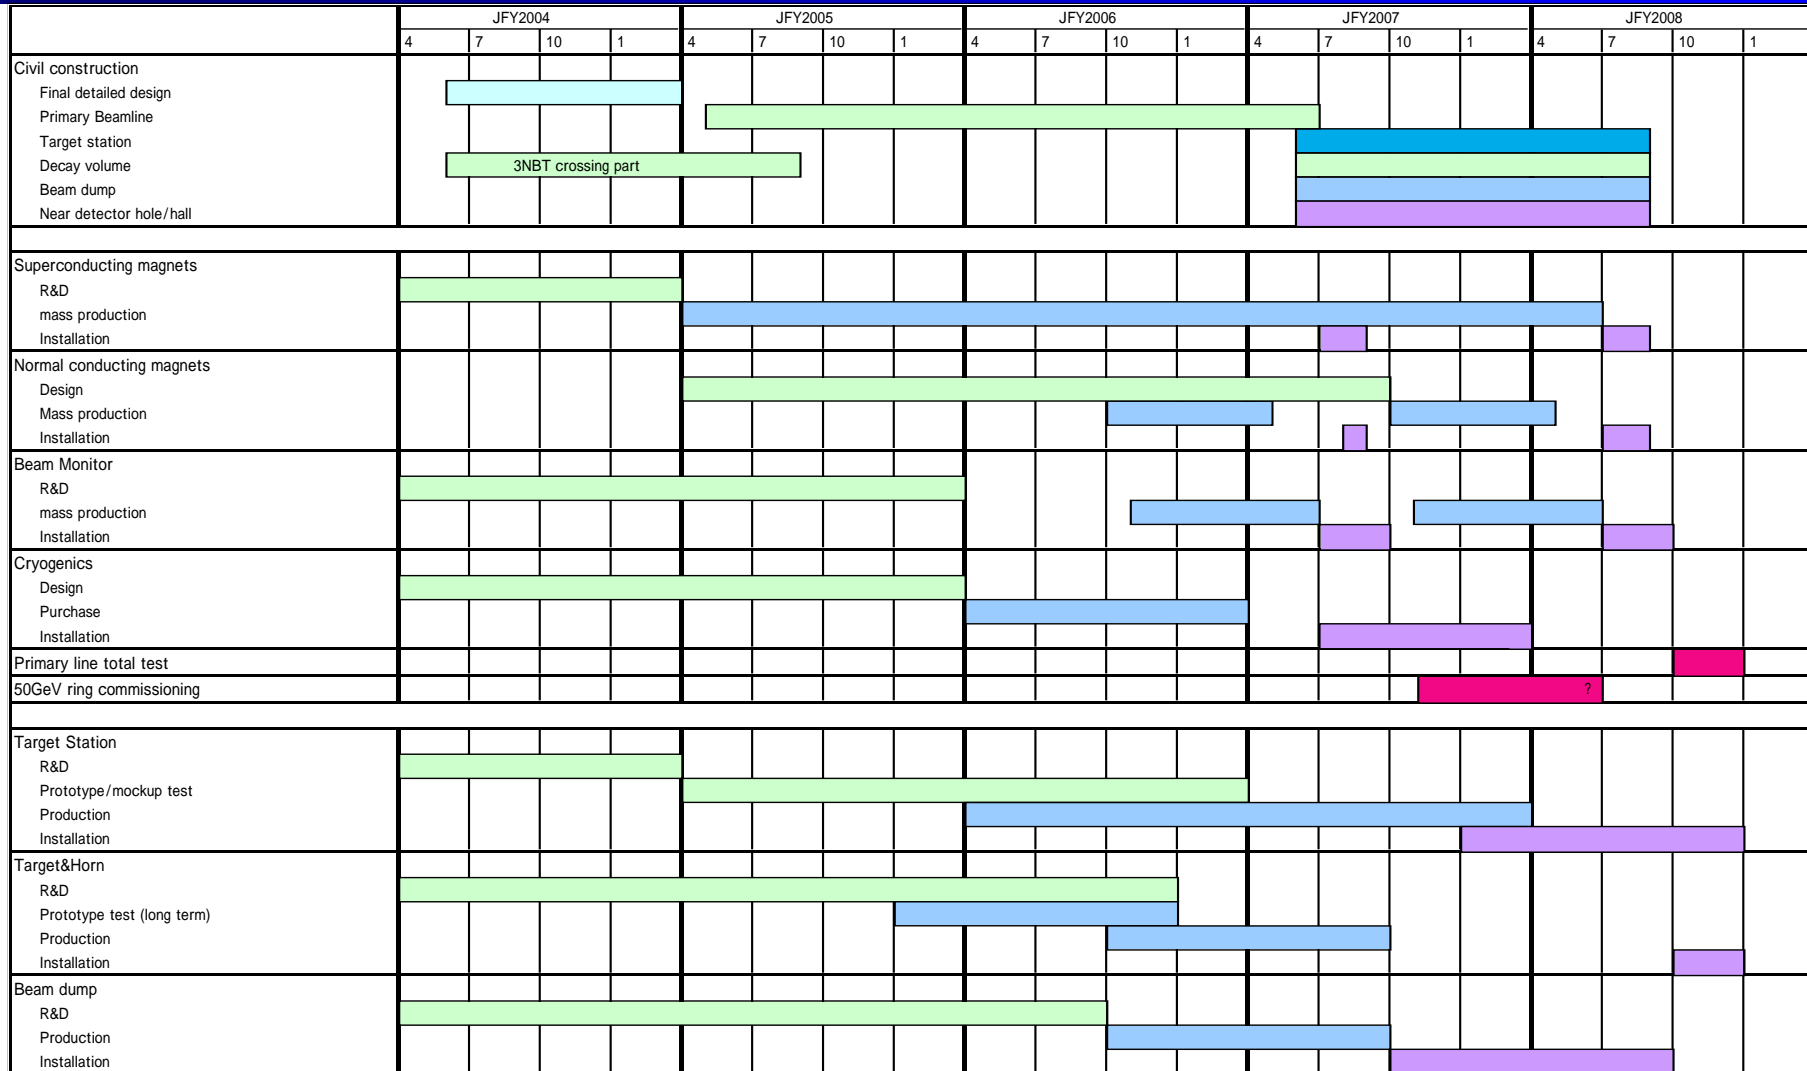 JFY2004 JFY2005 JFY2006 JFY2007 JFY2008
4 7 10 1 4 7 10 1 4 7 10 1 4 7 10 1 4 7 10 1
Civil construction
Final detailed design
Primary Beamline
Target station
Decay volume 3NBT crossing part
Beam dump
Near detector hole/hall
Superconducting magnets
R&D
mass production
Installation
Normal conducting magnets
Design
Mass production
Installation
Beam Monitor
R&D
mass production
Installation
Cryogenics
Design
Purchase
Installation
Primary line total test
50GeV ring commissioning ?
Target Station
R&D
Prototype/mockup test
Production
Installation
Target&Horn
R&D
Prototype test (long term)
Production
Installation
Beam dump
R&D
Production
Installation